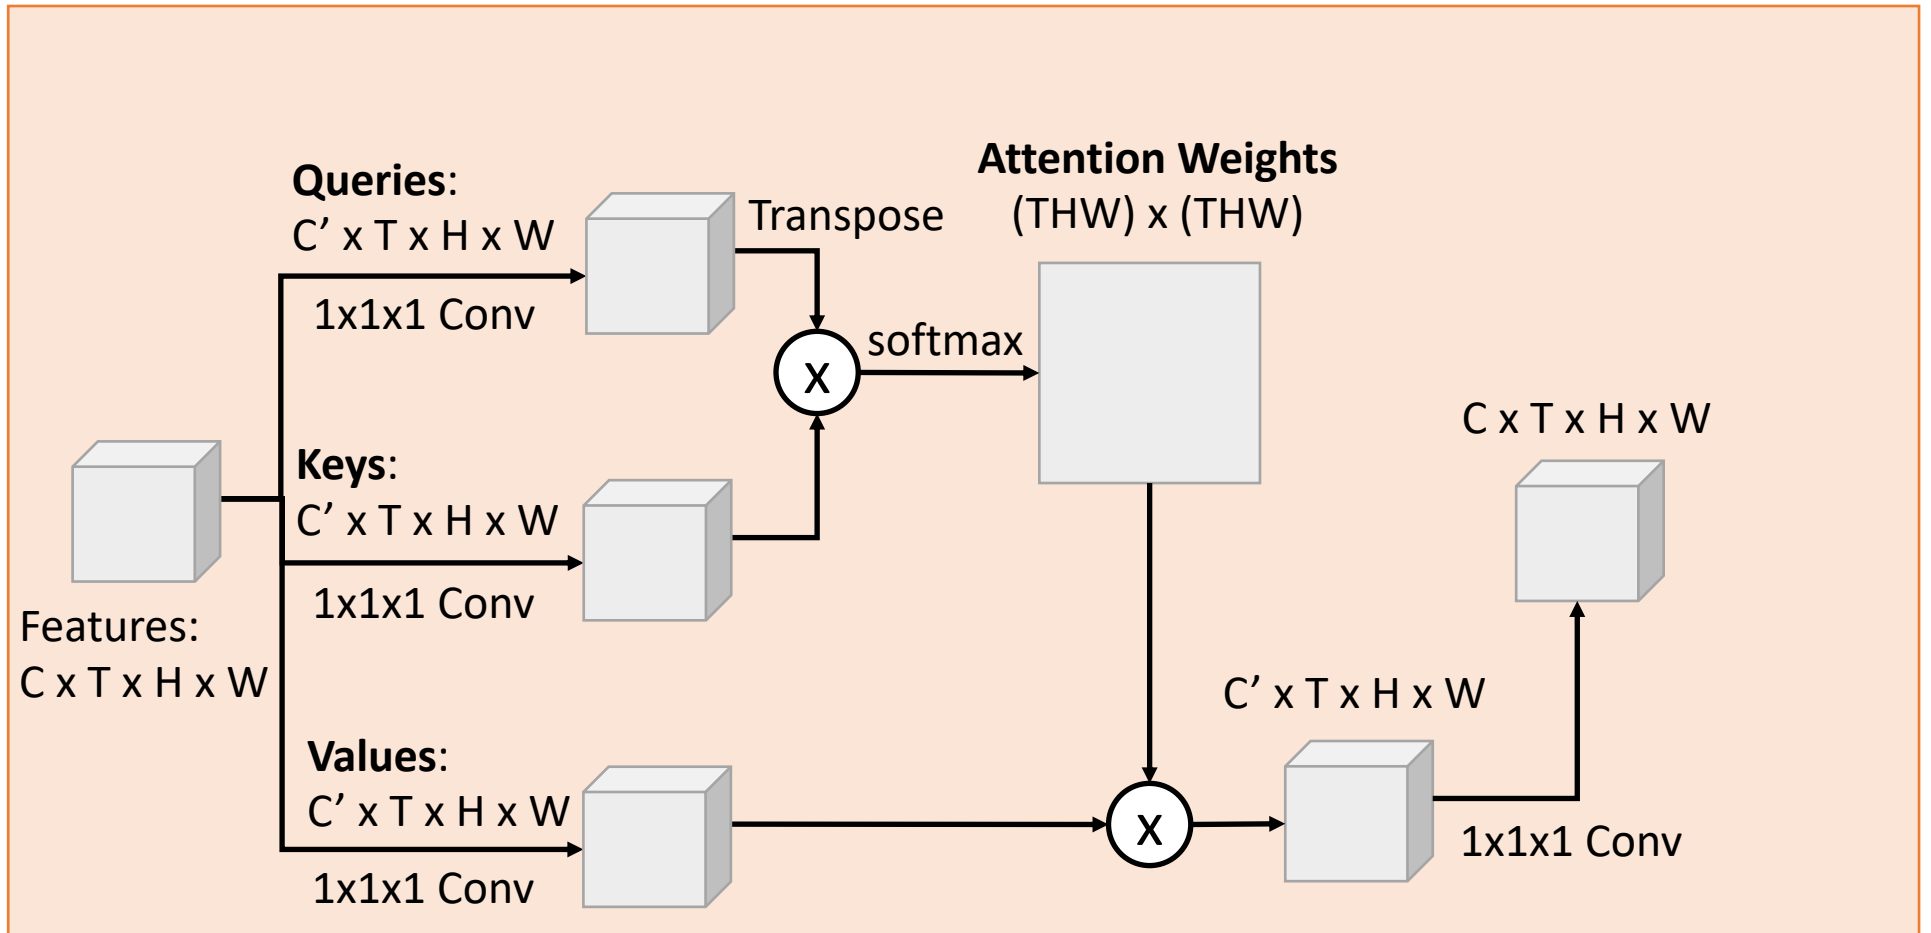 Queries:
C’ x T x H x W
1x1x1 Conv
Transpose
Attention Weights
(THW) x (THW)
softmax
x
Keys:
C’ x T x H x W
1x1x1 Conv
Features:
C x T x H x W
Values:
C’ x T x H x W
1x1x1 Conv
x
C’ x T x H x W
1x1x1 Conv
C x T x H x W